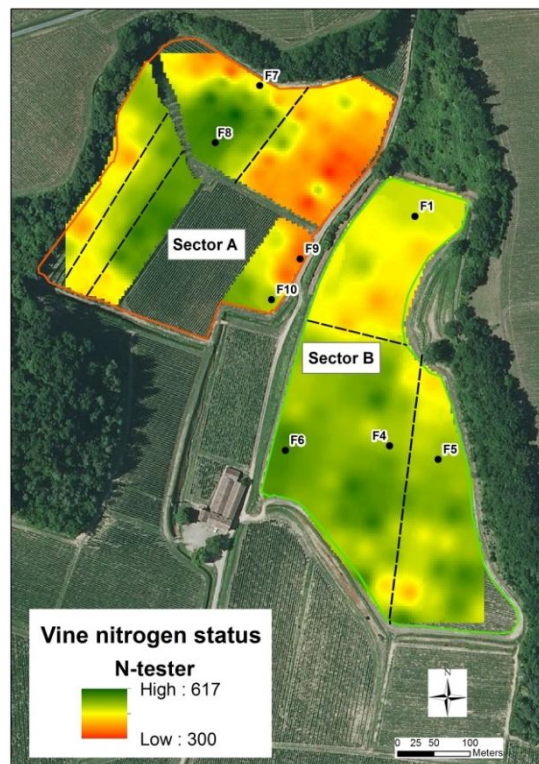 F7
F8
F1
Sector A
F9
F10
Sector B
F4
F6
F5
Vine nitrogen status
N-tester
High : 617
Low : 300
N
0 25 50 100
Meters